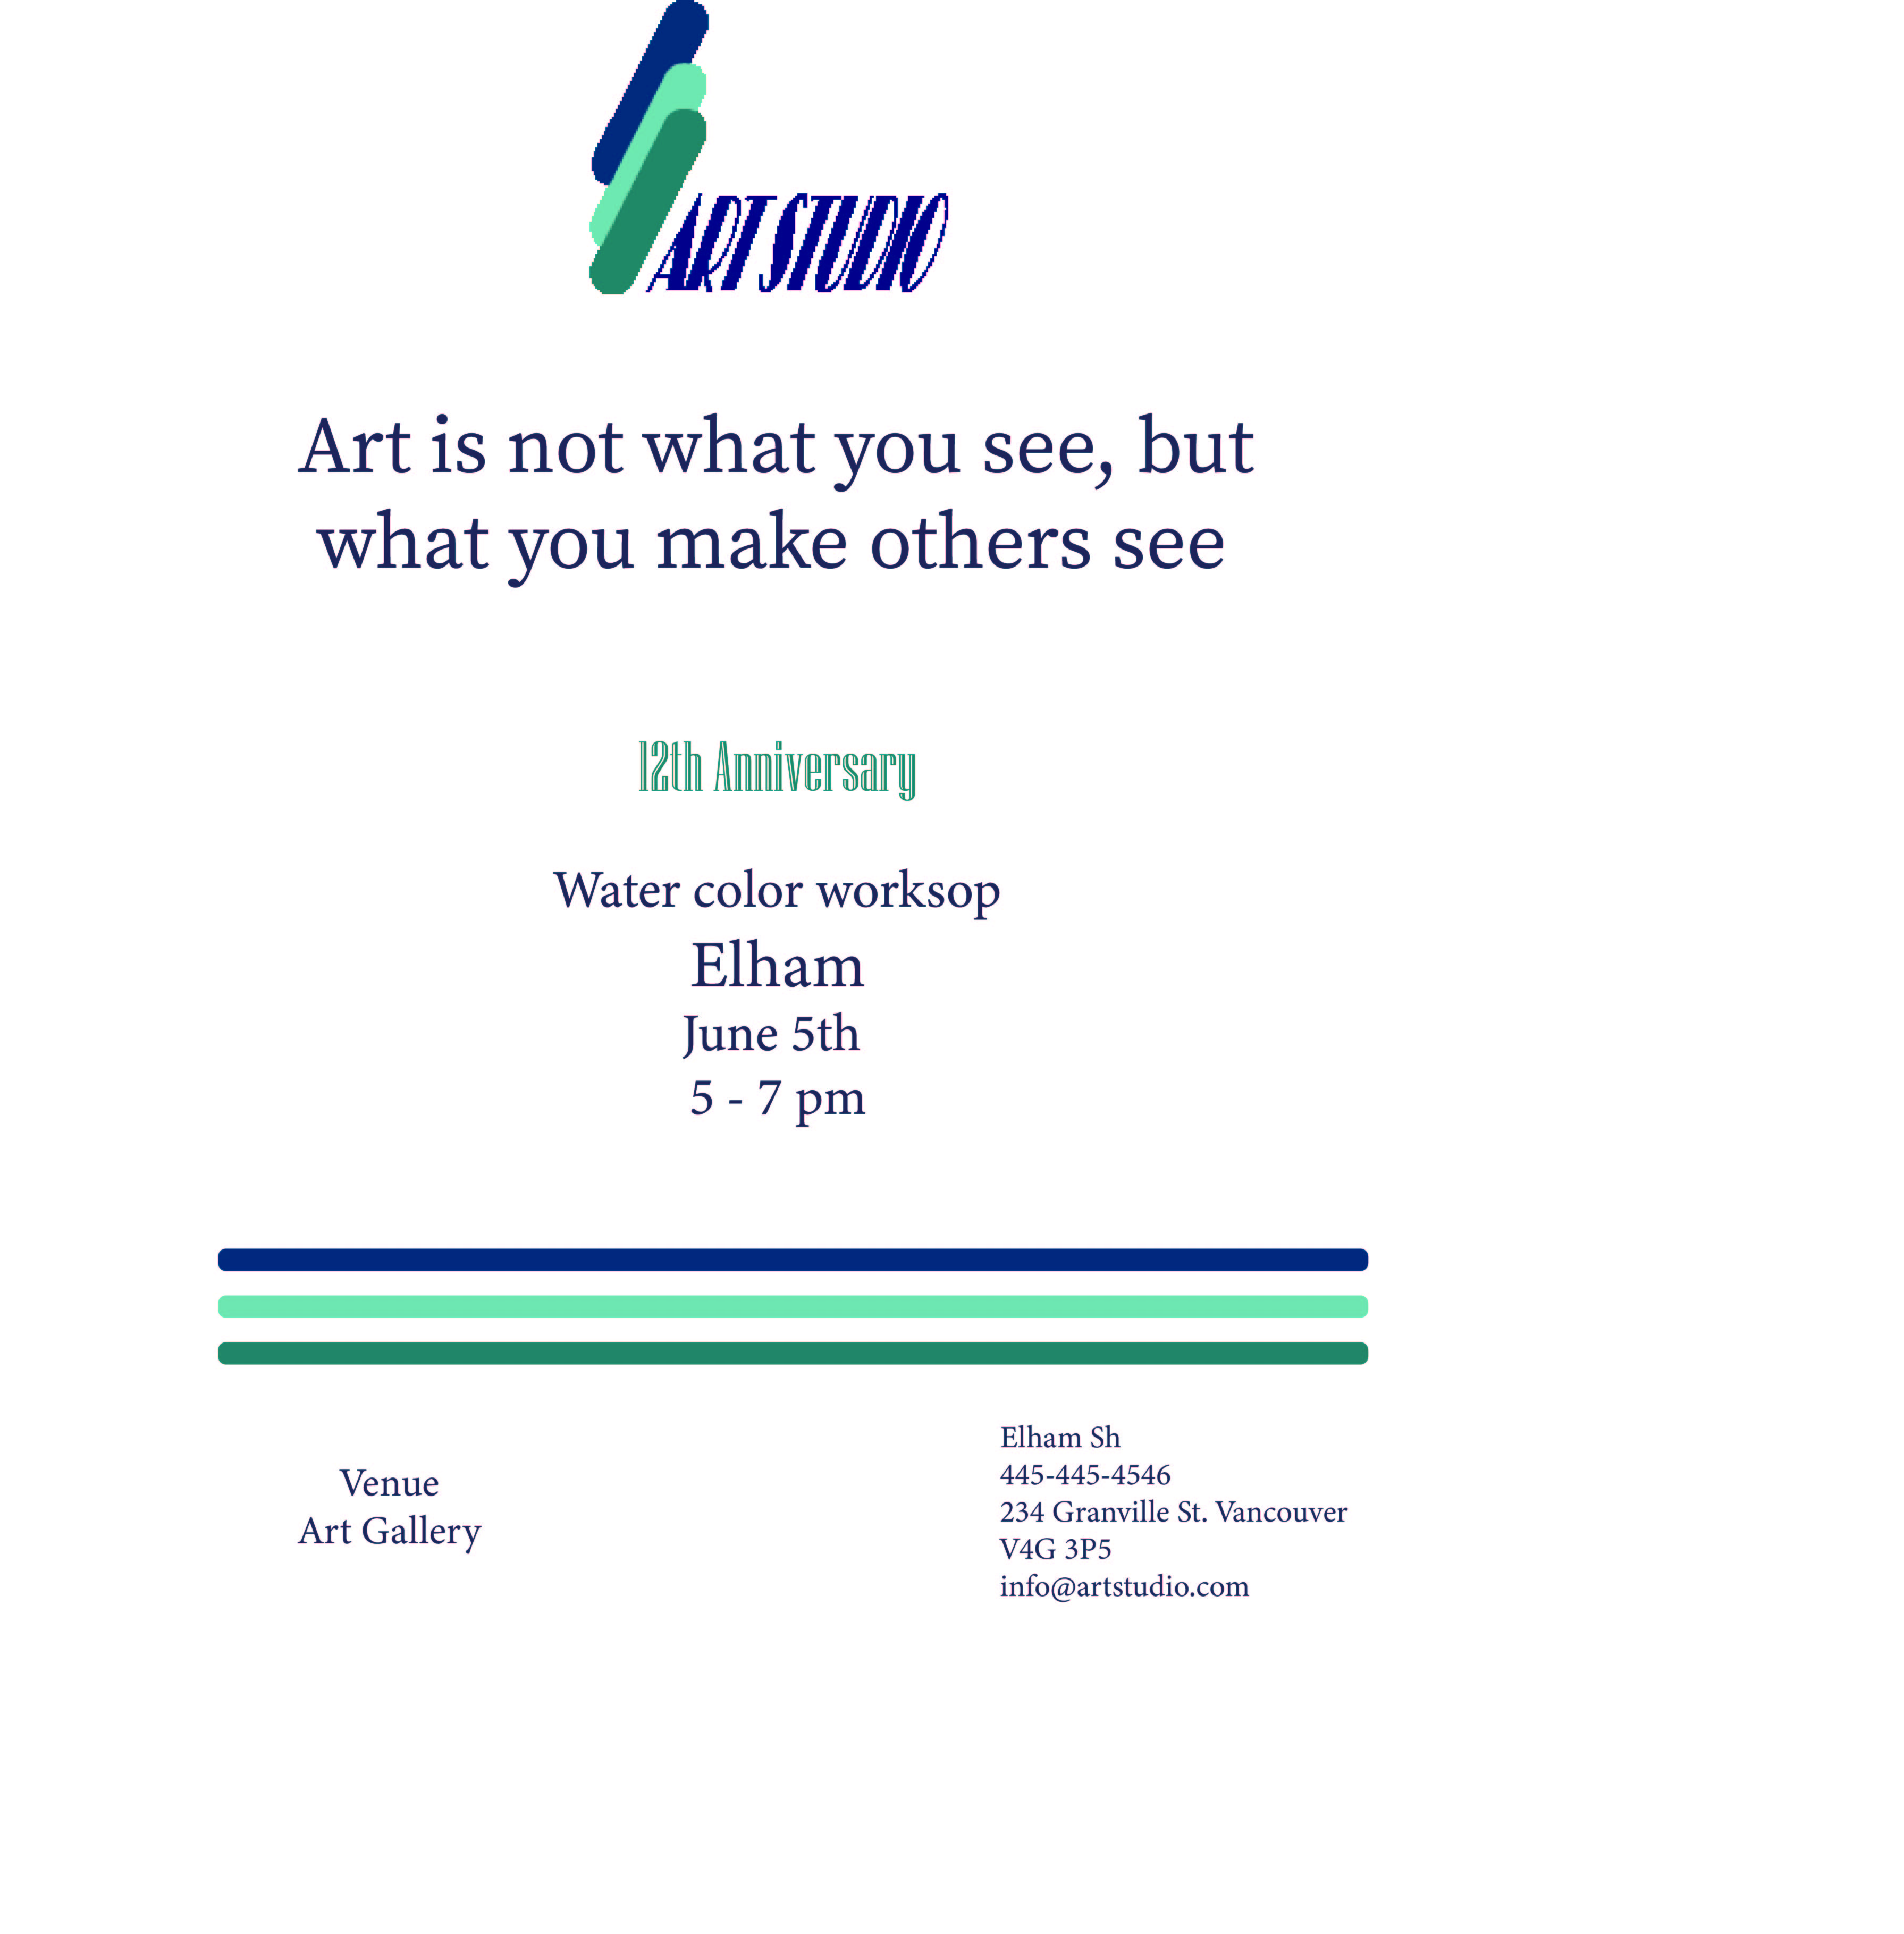 ART STUDIO
Art is not what you see, but
what you make others see
12th Anniversary
Water color worksop
Elham
June 5th
5 - 7 pm
Venue
Art Gallery
Elham Sh
445-445-4546
234 Granville St. Vancouver
V4G 3P5
info@artstudio.com